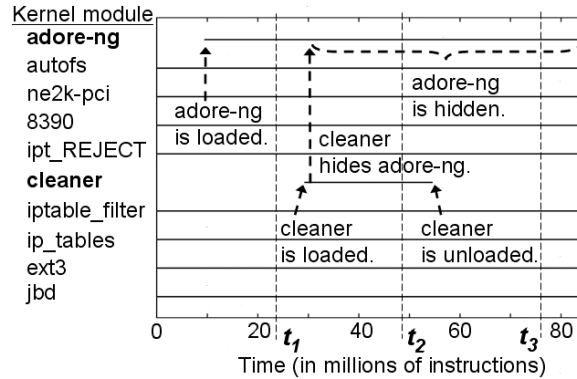 Kernel module
adore-ng
autofs
ne2k-pci
8390
ipt_REJECT
cleaner
iptable_filter
ip_tables
ext3
jbd
adore-ng
is loaded.
adore-ng
is hidden.
cleaner
hides adore-ng.
cleaner
is loaded.
cleaner
is unloaded.
0 20 t1 40 t2 60 t3 80
Time (in millions of instructions)